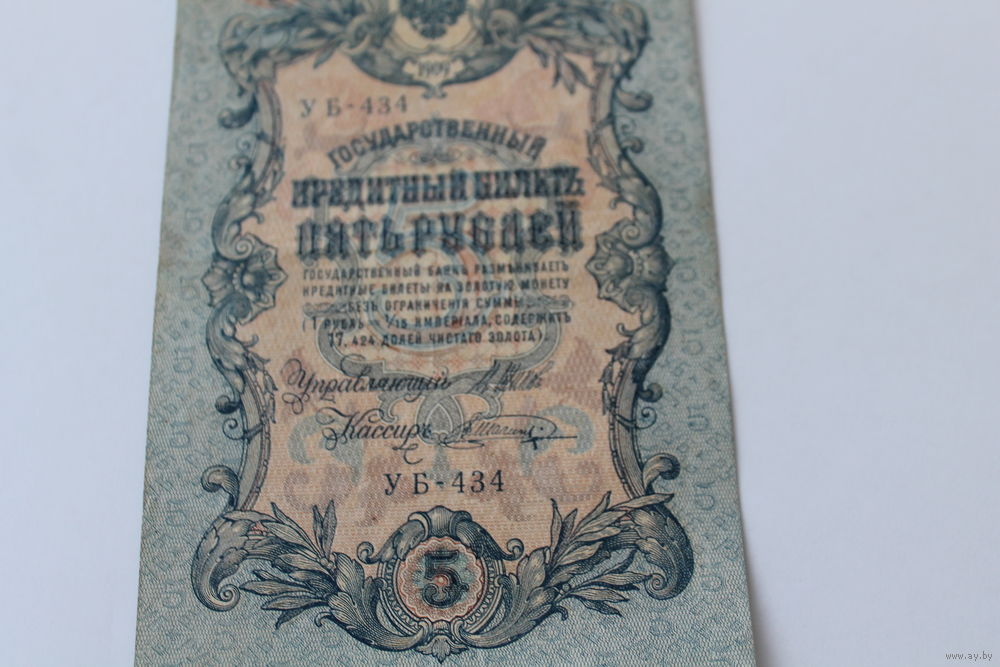 1909
УБ-434
ГОСУДАРСТВЕННЫЙ
КРЕДИТНЫЙ БИЛЕТЪ
ПЯТЬ РУБЛЕЙ
5
ГОСУДАРСТВЕННЫЙ БАНКЪ РАЗМѢНИВАЕТЪ
КРЕДИТНЫЕ БИЛЕТЫ НА ЗОЛОТУЮ МОНЕТУ
БЕЗЪ ОГРАНИЧЕНІЯ СУММЫ
(1 РУБЛЬ = 1/15 ИМПЕРІАЛА, СОДЕРЖИТЪ
17,424 ДОЛЕЙ ЧИСТАГО ЗОЛОТА).
Управляющій
Кассиръ
УБ-434
5
www.ay.by